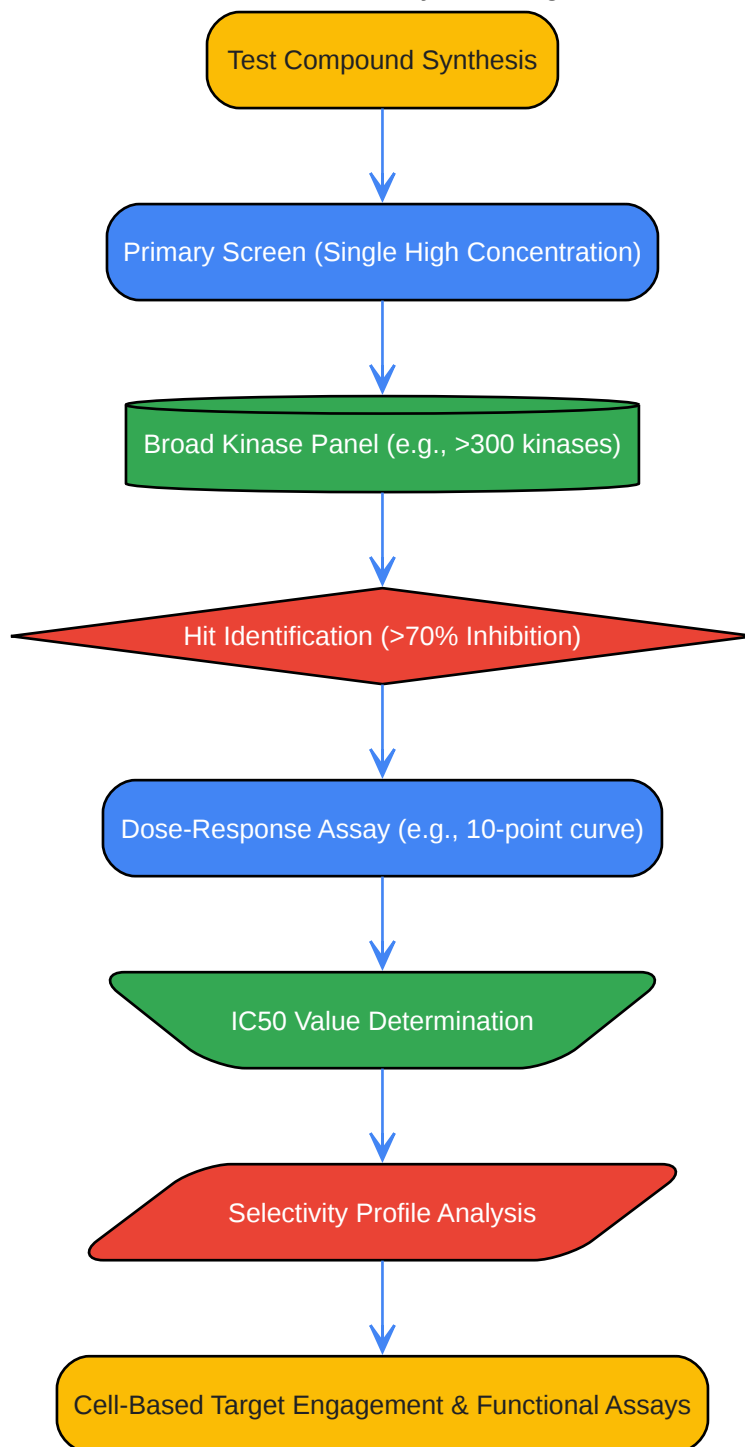 Test Compound Synthesis
Primary Screen (Single High Concentration)
Broad Kinase Panel (e.g., >300 kinases)
Hit Identification (>70% Inhibition)
Dose-Response Assay (e.g., 10-point curve)
IC50 Value Determination
Selectivity Profile Analysis
Cell-Based Target Engagement & Functional Assays